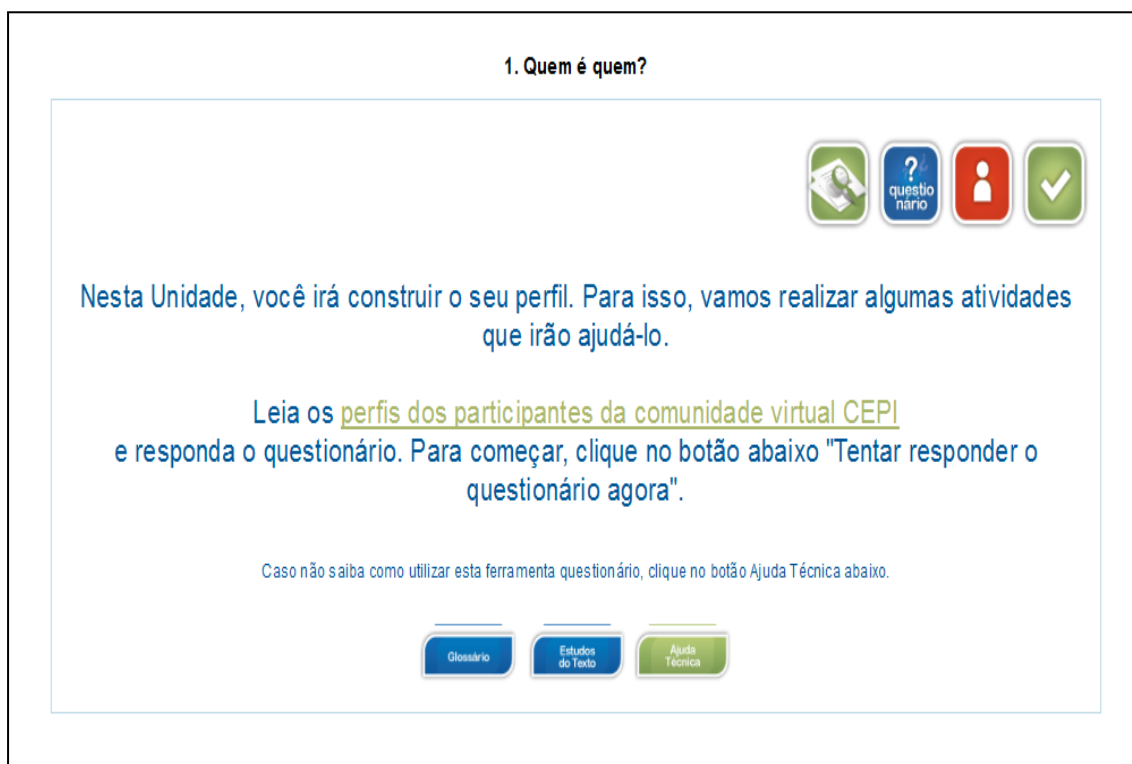 1. Quem é quem?
?
questio
nário
Nesta Unidade, você irá construir o seu perfil. Para isso, vamos realizar algumas atividades
que irão ajudá-lo.
Leia os perfis dos participantes da comunidade virtual CEPI
e responda o questionário. Para começar, clique no botão abaixo "Tentar responder o
questionário agora".
Caso não saiba como utilizar esta ferramenta questionário, clique no botão Ajuda Técnica abaixo.
Glossário
Estudos
do Texto
Ajuda
Técnica